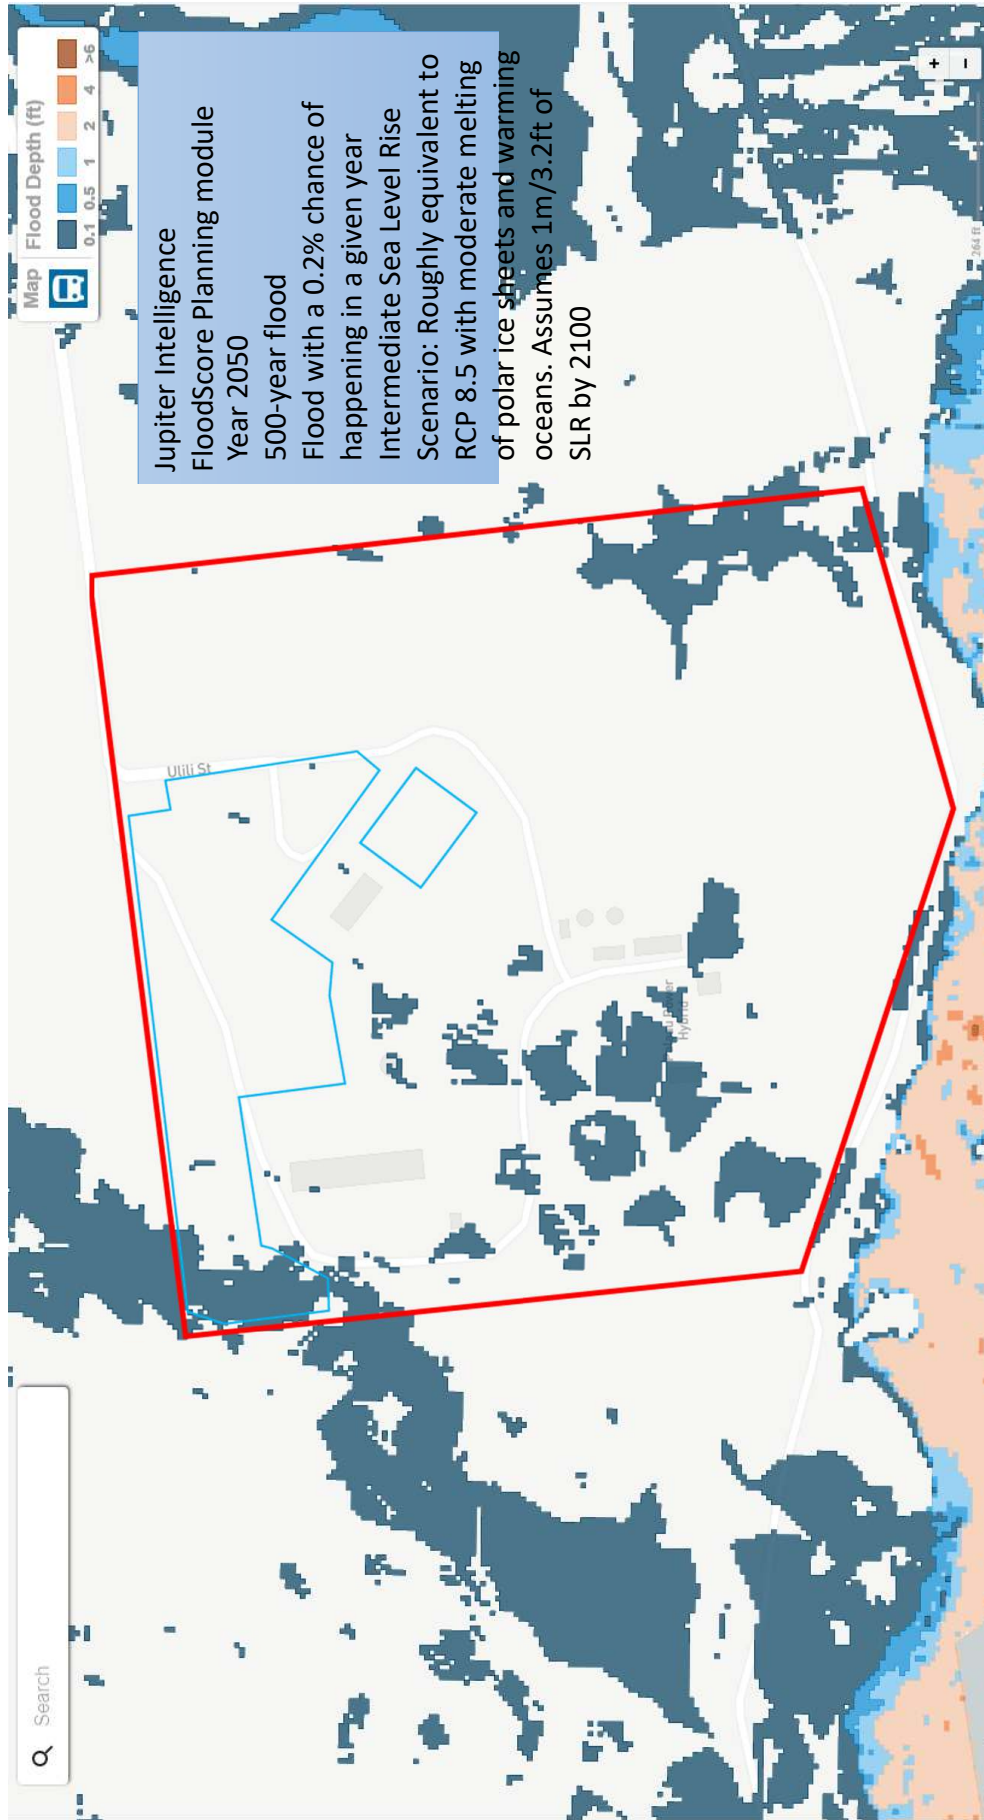 Search
Map
Flood Depth (ft)
0.1 0.5 1 2 4 >6
Jupiter Intelligence
FloodScore Planning module
Year 2050
500-year flood
Flood with a 0.2% chance of
happening in a given year
Intermediate Sea Level Rise
Scenario: Roughly equivalent to
RCP 8.5 with moderate melting
of polar ice sheets and warming
oceans. Assumes 1m/3.2ft of
SLR by 2100
Ulili St
Power
Hybrid
+
-
264 ft